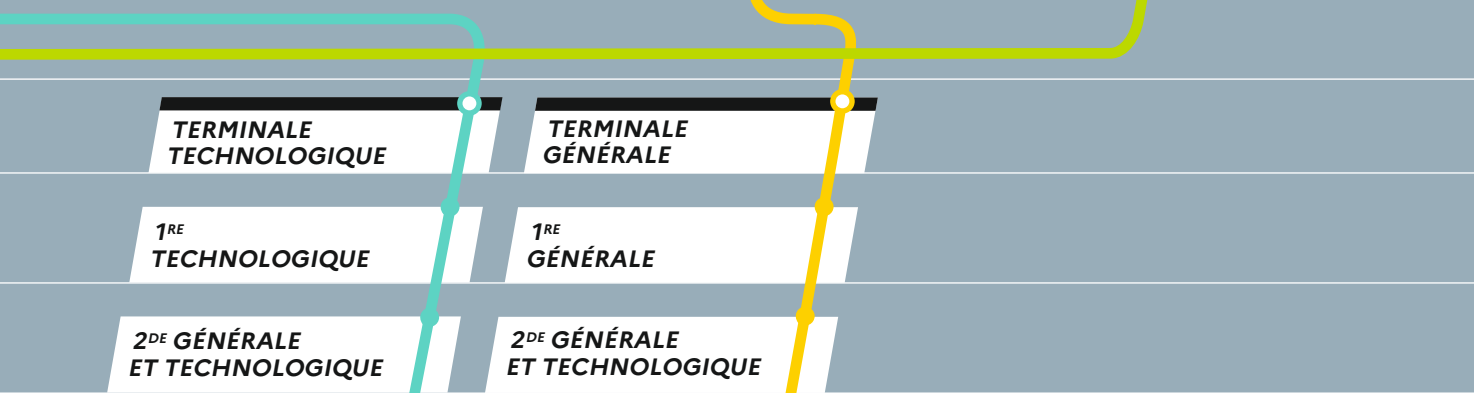 TERMINALE
TECHNOLOGIQUE
TERMINALE
GÉNÉRALE
1RE
TECHNOLOGIQUE
1RE
GÉNÉRALE
2DE GÉNÉRALE
ET TECHNOLOGIQUE
2DE GÉNÉRALE
ET TECHNOLOGIQUE